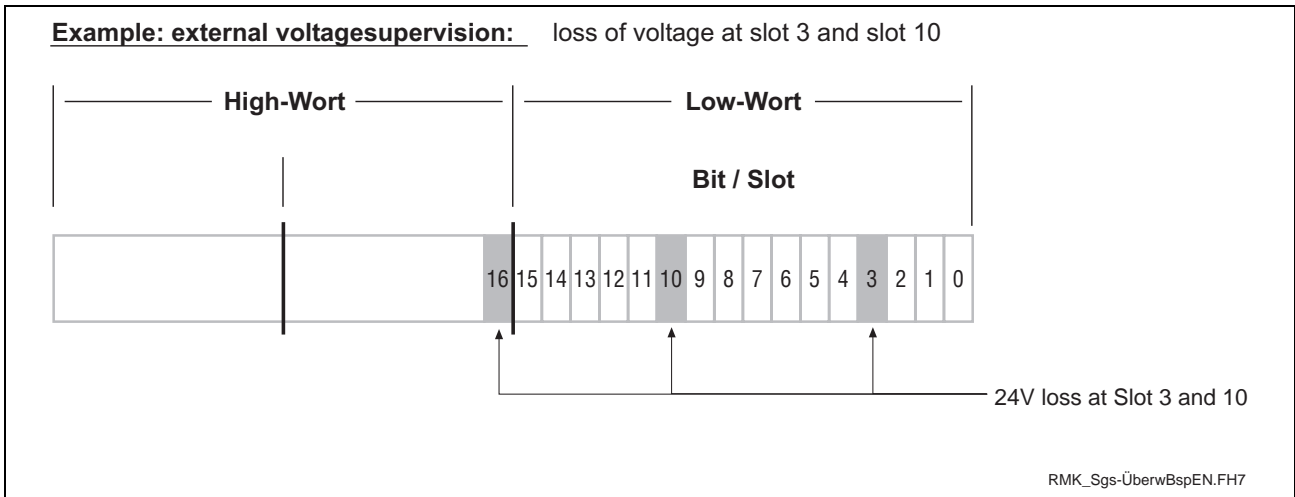 Example: external voltagesupervision: loss of voltage at slot 3 and slot 10
High-Wort Low-Wort
Bit / Slot
16 15 14 13 12 11 10 9 8 7 6 5 4 3 2 1 0
24V loss at Slot 3 and 10
RMK_Sgs-ÜberwBspEN.FH7